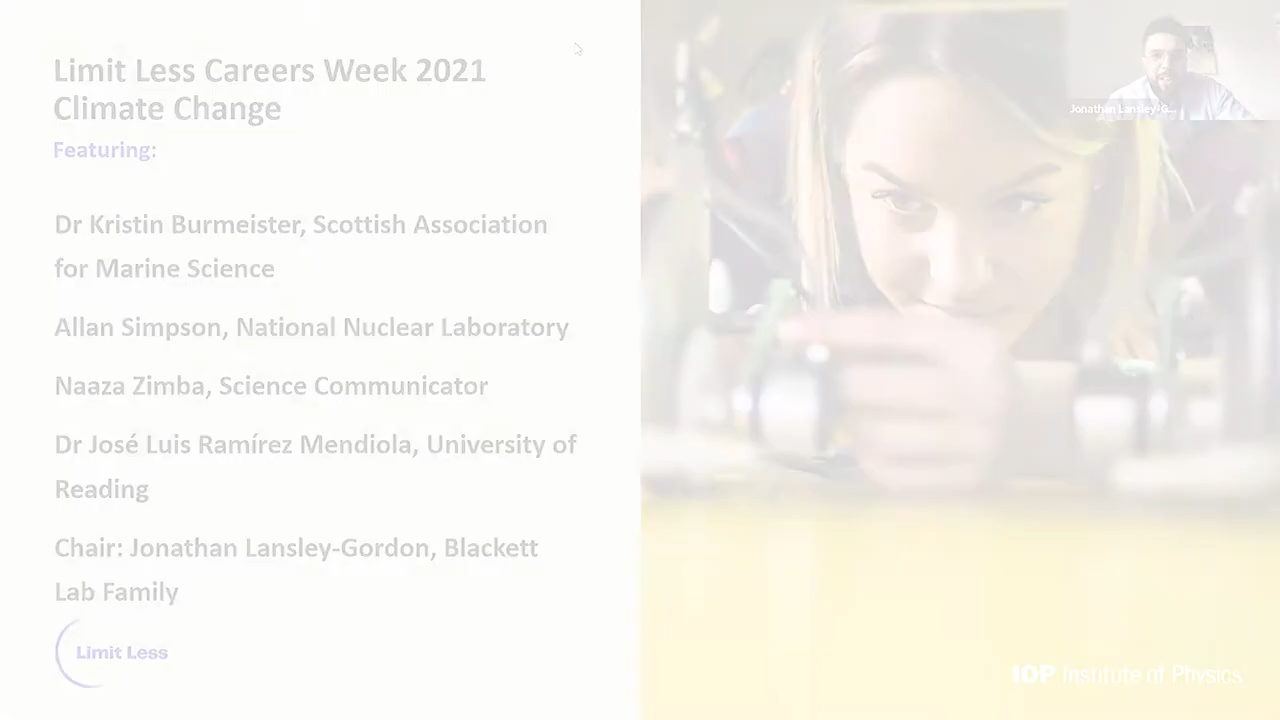 Limit Less Careers Week 2021
Climate Change
Featuring:
Dr Kristin Burmeister, Scottish Association
for Marine Science
Allan Simpson, National Nuclear Laboratory
Naaza Zimba, Science Communicator
Dr José Luis Ramírez Mendiola, University of
Reading
Chair: Jonathan Lansley-Gordon, Blackett
Lab Family
Limit Less
Jonathan Lansley-G...
IOP Institute of Physics